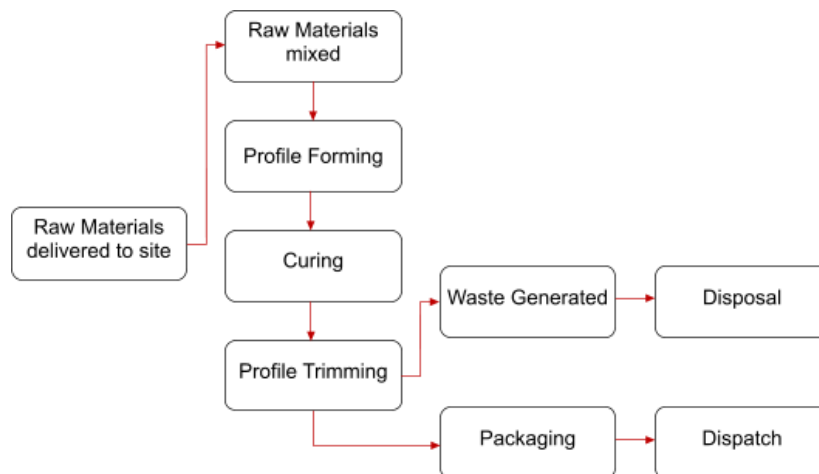 Raw Materials
mixed
Profile Forming
Raw Materials
delivered to site
Curing
Waste Generated
Disposal
Profile Trimming
Packaging
Dispatch